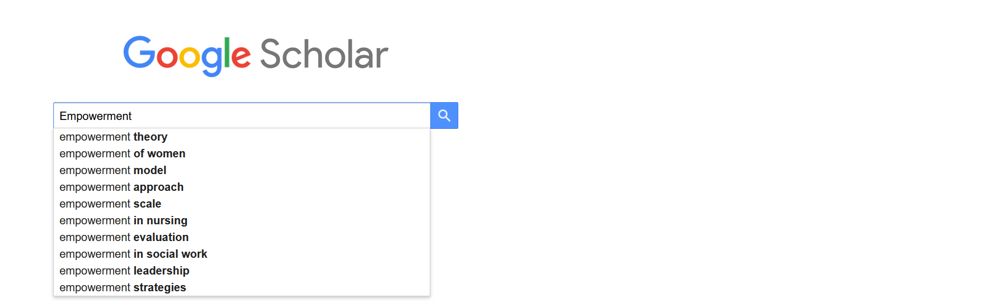 Google Scholar
Empowerment
empowerment theory
empowerment of women
empowerment model
empowerment approach
empowerment scale
empowerment in nursing
empowerment evaluation
empowerment in social work
empowerment leadership
empowerment strategies